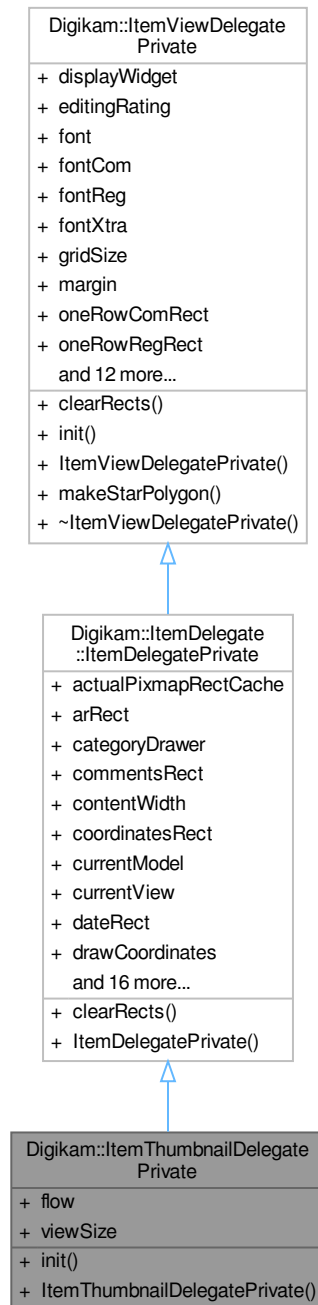 Digikam::ItemViewDelegate
Private
+ displayWidget
+ editingRating
+ font
+ fontCom
+ fontReg
+ fontXtra
+ gridSize
+ margin
+ oneRowComRect
+ oneRowRegRect
and 12 more...
+ clearRects()
+ init()
+ ItemViewDelegatePrivate()
+ makeStarPolygon()
+ ~ItemViewDelegatePrivate()
Digikam::ItemDelegate
::ItemDelegatePrivate
+ actualPixmapRectCache
+ arRect
+ categoryDrawer
+ commentsRect
+ contentWidth
+ coordinatesRect
+ currentModel
+ currentView
+ dateRect
+ drawCoordinates
and 16 more...
+ clearRects()
+ ItemDelegatePrivate()
Digikam::ItemThumbnailDelegate
Private
+ flow
+ viewSize
+ init()
+ ItemThumbnailDelegatePrivate()